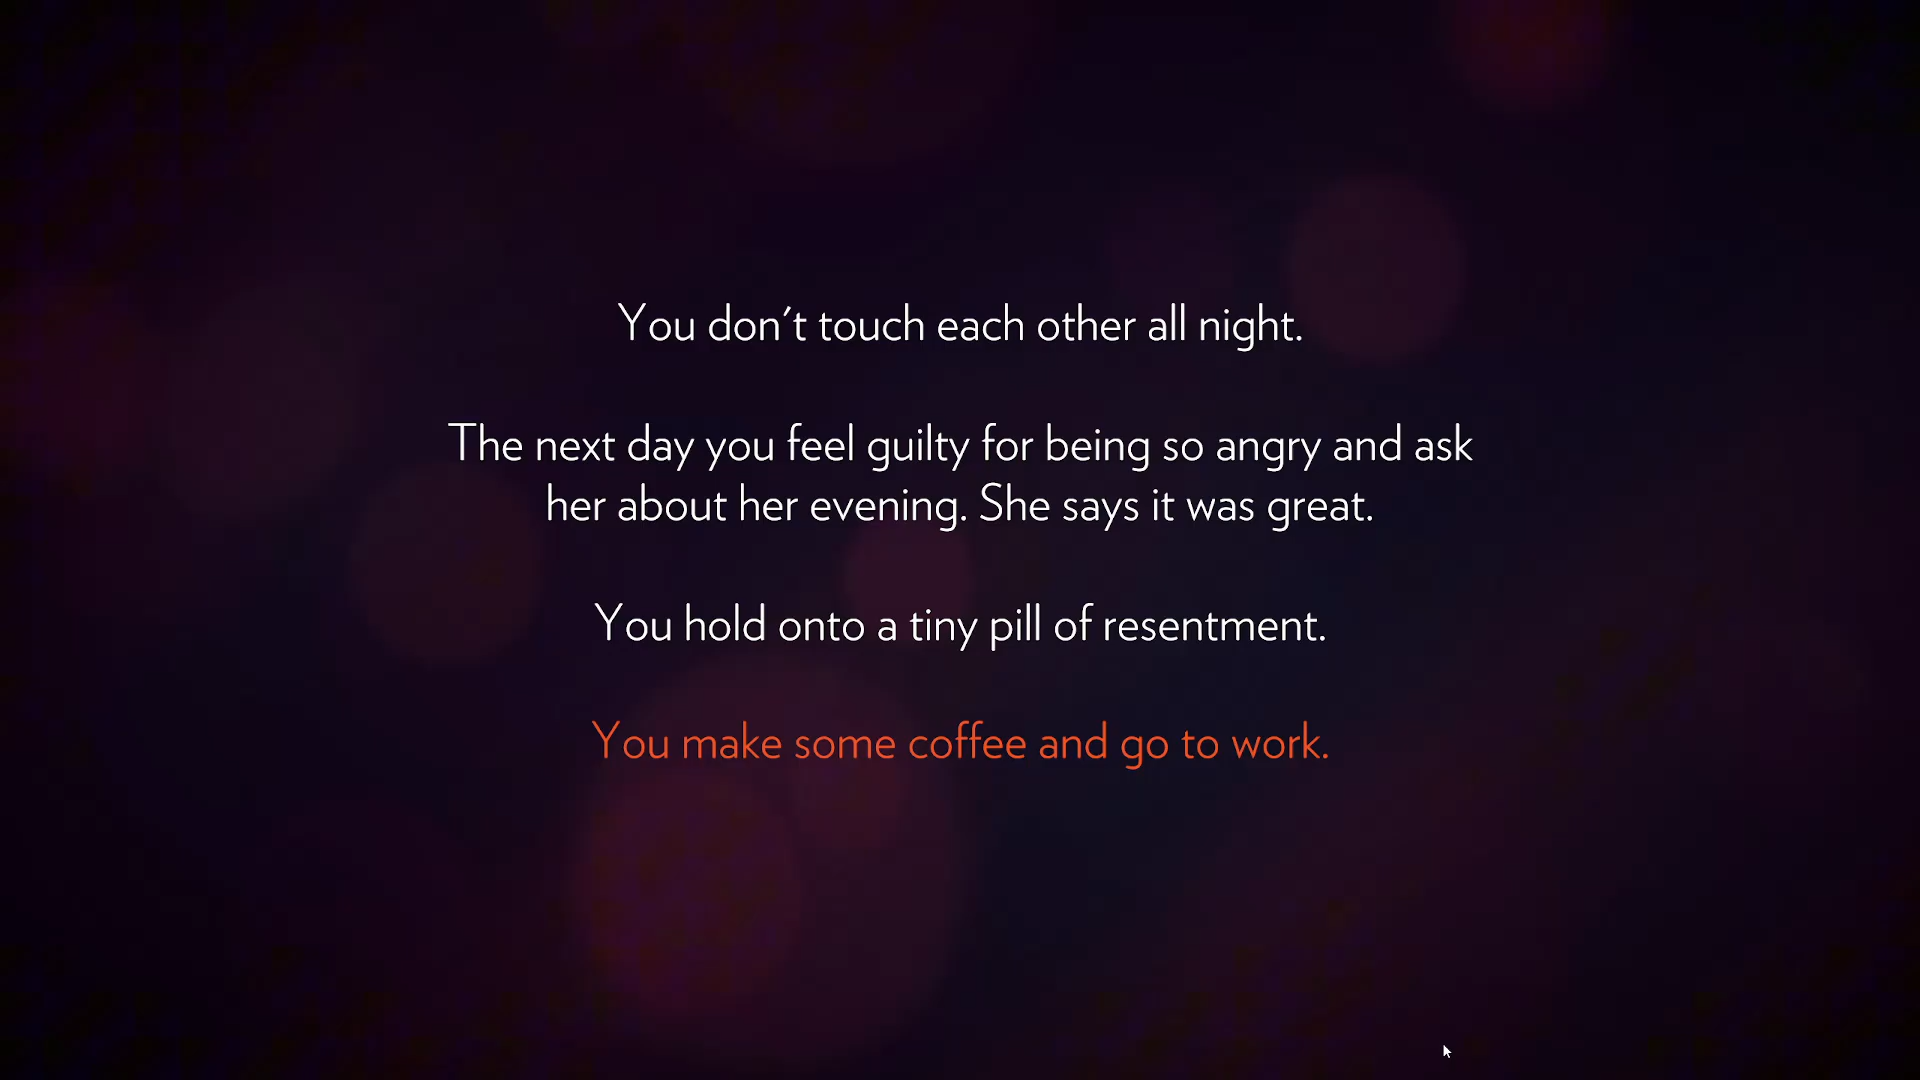 You don't touch each other all night.
The next day you feel guilty for being so angry and ask
her about her evening. She says it was great.
You hold onto a tiny pill of resentment.
You make some coffee and go to work.